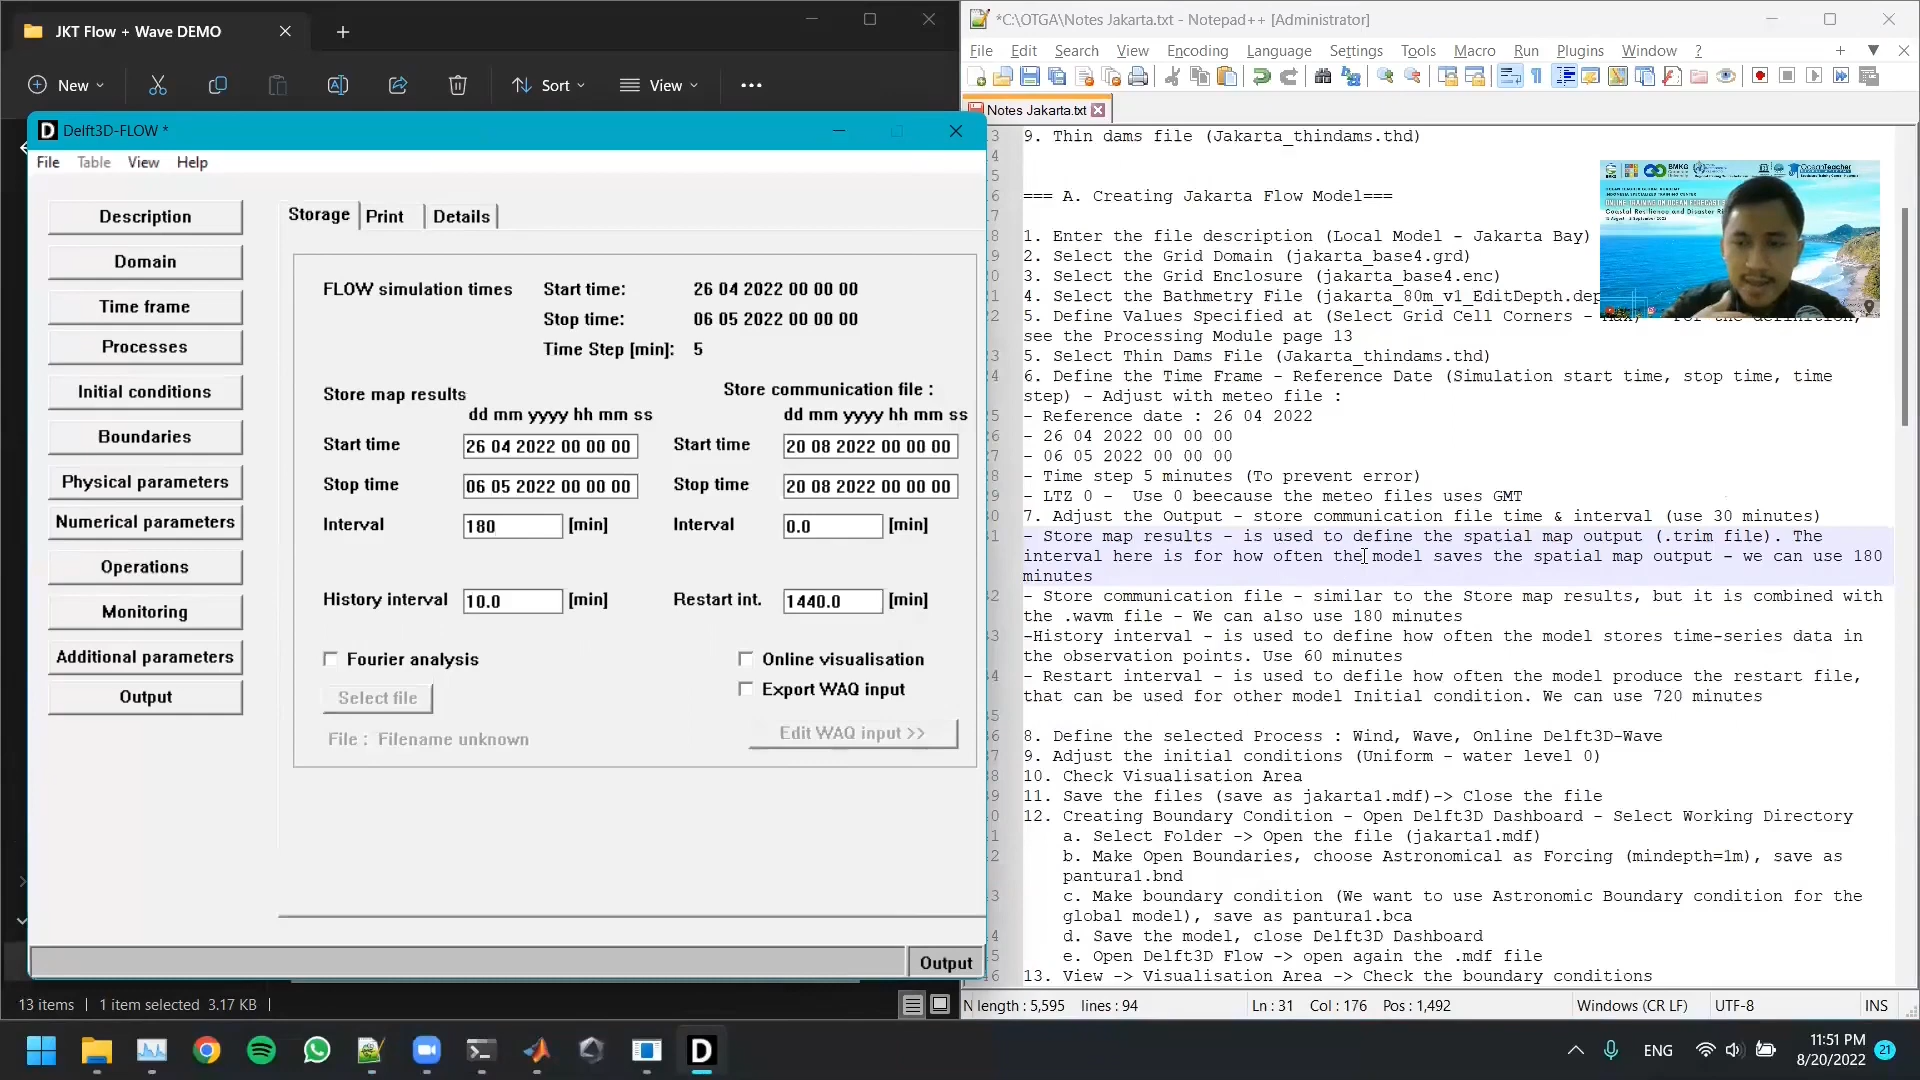 JKT Flow + Wave DEMO
New
Sort
View
Delft3D-FLOW *
File Table View Help
Description
Domain
Time frame
Processes
Initial conditions
Boundaries
Physical parameters
Numerical parameters
Operations
Monitoring
Additional parameters
Output
Storage Print Details
FLOW simulation times Start time: 26 04 2022 00 00 00
Stop time: 06 05 2022 00 00 00
Time Step [min]: 5
Store map results Store communication file :
dd mm yyyy hh mm ss dd mm yyyy hh mm ss
Start time 26 04 2022 00 00 00 Start time 20 08 2022 00 00 00
Stop time 06 05 2022 00 00 00 Stop time 20 08 2022 00 00 00
Interval 180 [min] Interval 0.0 [min]
History interval 10.0 [min] Restart int. 1440.0 [min]
Fourier analysis Online visualisation
Select file Export WAQ input
File : Filename unknown Edit WAQ input >>
Output
13 items 1 item selected 3.17 KB
*C:\OTGA\Notes Jakarta.txt - Notepad++ [Administrator]
File Edit Search View Encoding Language Settings Tools Macro Run Plugins Window ?
Notes Jakarta.txt
9. Thin dams file (Jakarta_thindams.thd)
=== A. Creating Jakarta Flow Model===
1. Enter the file description (Local Model - Jakarta Bay)
2. Select the Grid Domain (jakarta_base4.grd)
3. Select the Grid Enclosure (jakarta_base4.enc)
4. Select the Bathmetry File (jakarta_80m_v1_EditDepth.dep
5. Define Values Specified at (Select Grid Cell Corners - Max) - For the definition,
see the Processing Module page 13
5. Select Thin Dams File (Jakarta_thindams.thd)
6. Define the Time Frame - Reference Date (Simulation start time, stop time, time
step) - Adjust with meteo file :
- Reference date : 26 04 2022
- 26 04 2022 00 00 00
- 06 05 2022 00 00 00
- Time step 5 minutes (To prevent error)
- LTZ 0 -  Use 0 beecause the meteo files uses GMT
7. Adjust the Output - store communication file time & interval (use 30 minutes)
- Store map results - is used to define the spatial map output (.trim file). The
interval here is for how often the model saves the spatial map output - we can use 180
minutes
- Store communication file - similar to the Store map results, but it is combined with
the .wavm file - We can also use 180 minutes
-History interval - is used to define how often the model stores time-series data in
the observation points. Use 60 minutes
- Restart interval - is used to defile how often the model produce the restart file,
that can be used for other model Initial condition. We can use 720 minutes
8. Define the selected Process : Wind, Wave, Online Delft3D-Wave
9. Adjust the initial conditions (Uniform - water level 0)
10. Check Visualisation Area
11. Save the files (save as jakarta1.mdf)-> Close the file
12. Creating Boundary Condition - Open Delft3D Dashboard - Select Working Directory
a. Select Folder -> Open the file (jakarta1.mdf)
b. Make Open Boundaries, choose Astronomical as Forcing (mindepth=1m), save as
pantura1.bnd
c. Make boundary condition (We want to use Astronomic Boundary condition for the
global model), save as pantura1.bca
d. Save the model, close Delft3D Dashboard
e. Open Delft3D Flow -> open again the .mdf file
13. View -> Visualisation Area -> Check the boundary conditions
N length : 5,595 lines : 94 Ln : 31 Col : 176 Pos : 1,492 Windows (CR LF) UTF-8 INS
ENG
11:51 PM
8/20/2022
21